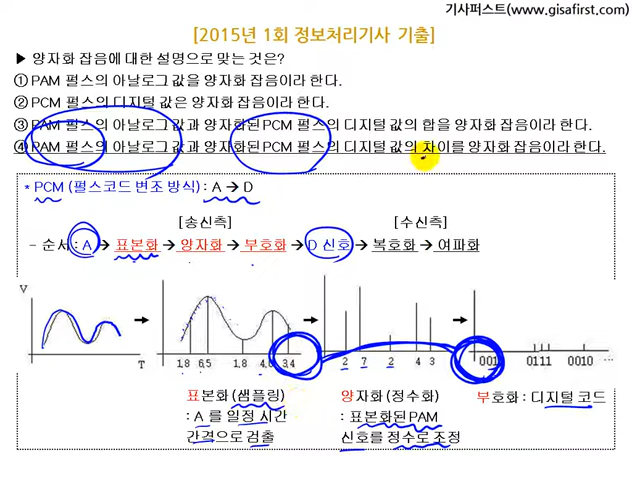 기사퍼스트(www.gisafirst.com)
[2015년 1회 정보처리기사 기출]
▶ 양자화 잡음에 대한 설명으로 맞는 것은?
① PAM 펄스의 아날로그 값을 양자화 잡음이라 한다.
② PCM 펄스의 디지털 값은 양자화 잡음이라 한다.
③ PAM 펄스의 아날로그 값과 양자화된 PCM 펄스의 디지털 값의 합을 양자화 잡음이라 한다.
④ PAM 펄스의 아날로그 값과 양자화된 PCM 펄스의 디지털 값의 차이를 양자화 잡음이라 한다.
* PCM (펄스코드 변조 방식) : A → D
[송신측] [수신측]
- 순서 : A → 표본화 → 양자화 → 부호화 → D 신호 → 복호화 → 여파화
V
T
1.8 6.5 1.8 4.0 3.4
2 7 2 4 3
0011 0010 ...
표본화 (샘플링) 양자화 (정수화) 부호화 : 디지털 코드
: A 를 일정 시간 : 표본화된 PAM
간격으로 검출 신호를 정수로 조정